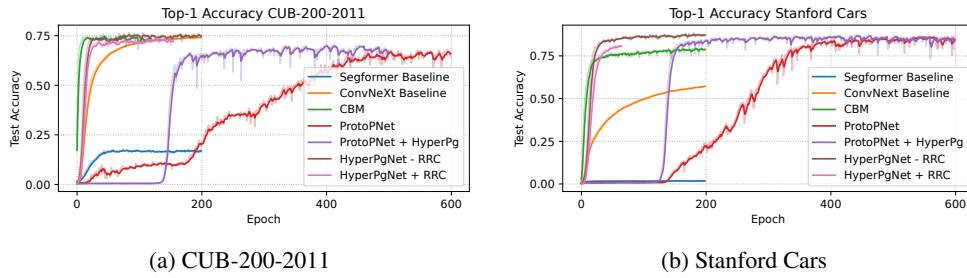 Top-1 Accuracy CUB-200-2011
Test Accuracy
0.75
0.50
0.25
0.00
0
200
400
600
Epoch
Segformer Baseline
ConvNeXt Baseline
CBM
ProtoPNet
ProtoPNet + HyperPg
HyperPgNet - RRC
HyperPgNet + RRC
(a) CUB-200-2011
Top-1 Accuracy Stanford Cars
Test Accuracy
0.75
0.50
0.25
0.00
0
200
400
600
Epoch
Segformer Baseline
ConvNext Baseline
CBM
ProtoPNet
ProtoPNet + HyperPg
HyperPgNet - RRC
HyperPgNet + RRC
(b) Stanford Cars